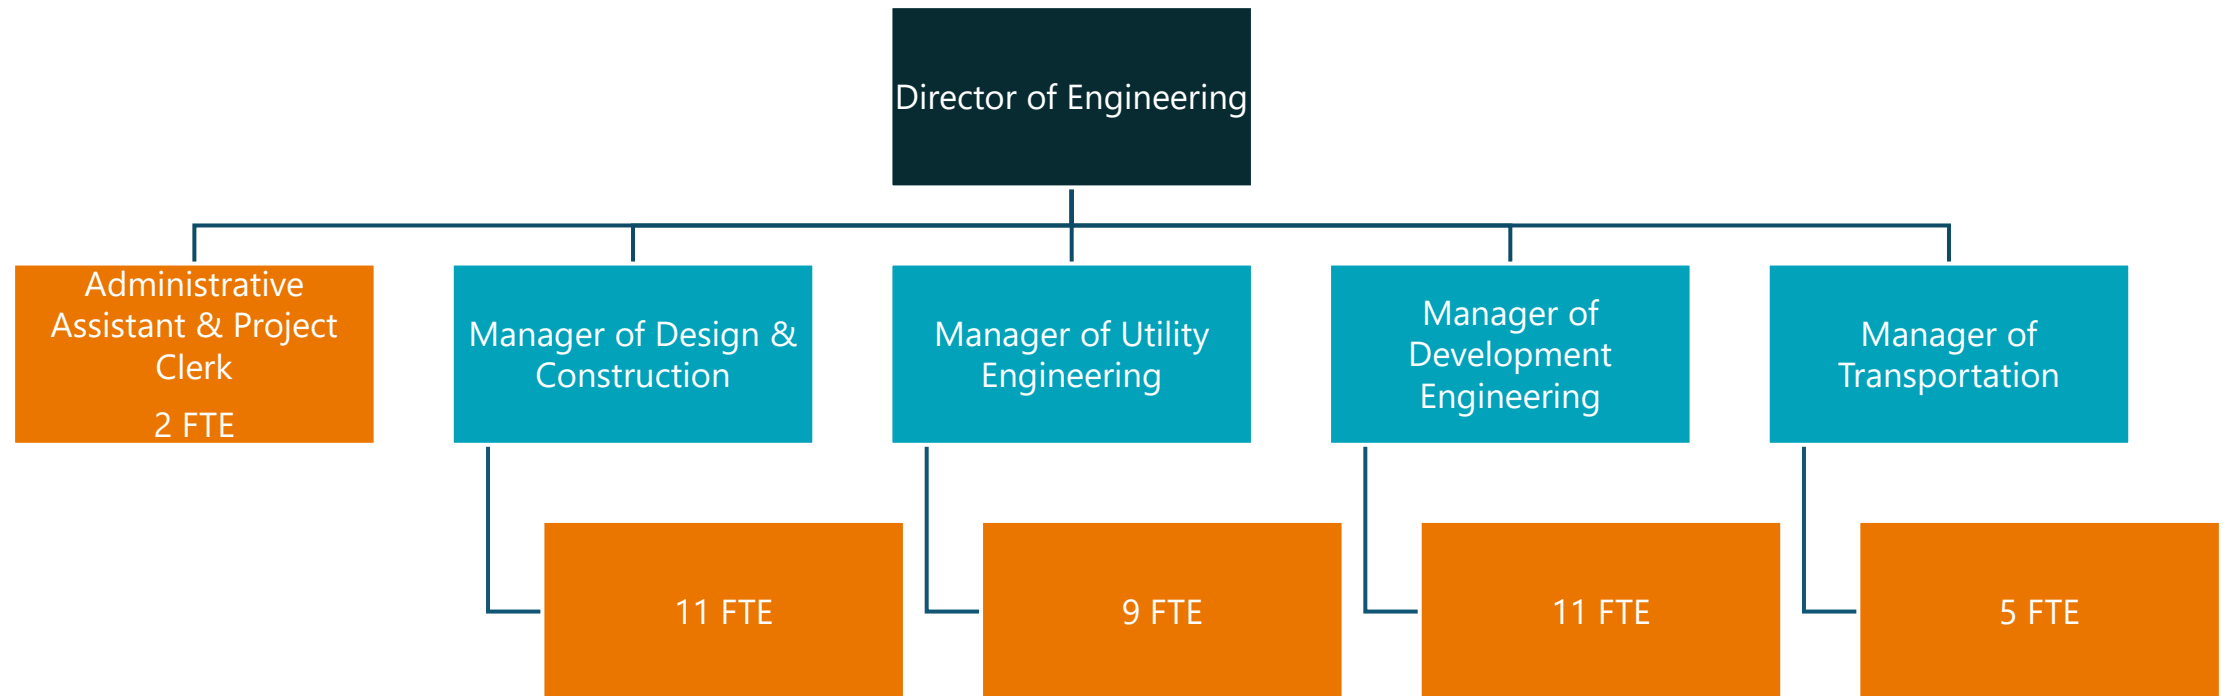 Director of Engineering
Administrative
Assistant & Project
Clerk
2 FTE
Manager of Design &
Construction
Manager of Utility
Engineering
Manager of
Development
Engineering
Manager of
Transportation
11 FTE
9 FTE
11 FTE
5 FTE